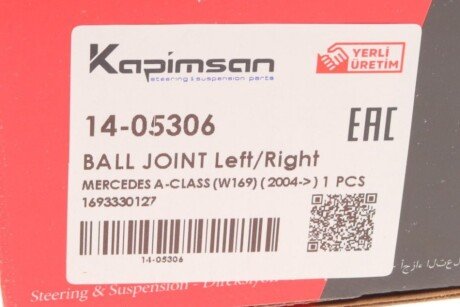 Kapimsan
steering & suspension parts
YERLİ
ÜRETİM
14-05306
EAC
BALL JOINT Left/Right
MERCEDES A-CLASS (W169) ( 2004-> ) 1 PCS
1693330127
14-05306
Steering & Suspension - Direksiyon